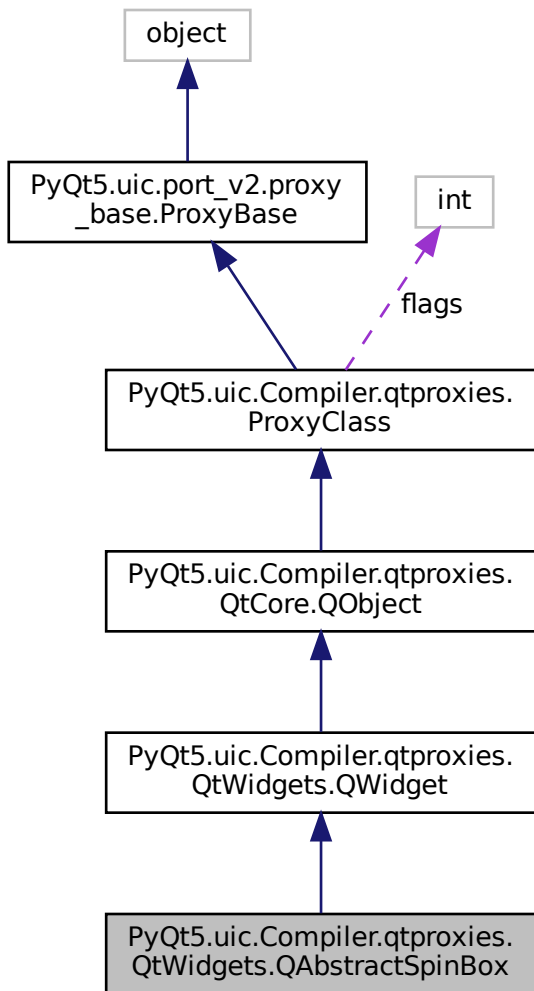 object
PyQt5.uic.port_v2.proxy
_base.ProxyBase
int
flags
PyQt5.uic.Compiler.qtproxies.
ProxyClass
PyQt5.uic.Compiler.qtproxies.
QtCore.QObject
PyQt5.uic.Compiler.qtproxies.
QtWidgets.QWidget
PyQt5.uic.Compiler.qtproxies.
QtWidgets.QAbstractSpinBox